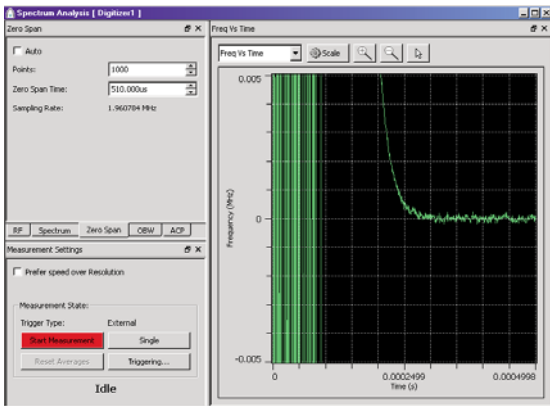 Spectrum Analysis [ Digitizer1 ]
Zero Span
Auto
Points: 1000
Zero Span Time: 510.000us
Sampling Rate: 1.960784 MHz
RF Spectrum Zero Span OBW ACP
Measurement Settings
Prefer speed over Resolution
Measurement State:
Trigger Type: External
Start Measurement Single
Reset Averages Triggering...
Idle
Freq Vs Time
Freq Vs Time Scale
0.005
Frequency (MHz)
0
-0.005
0 0.0002499 0.0004998
Time (s)